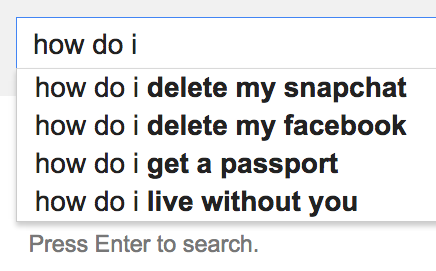 how do i
how do i delete my snapchat
how do i delete my facebook
how do i get a passport
how do i live without you
Press Enter to search.